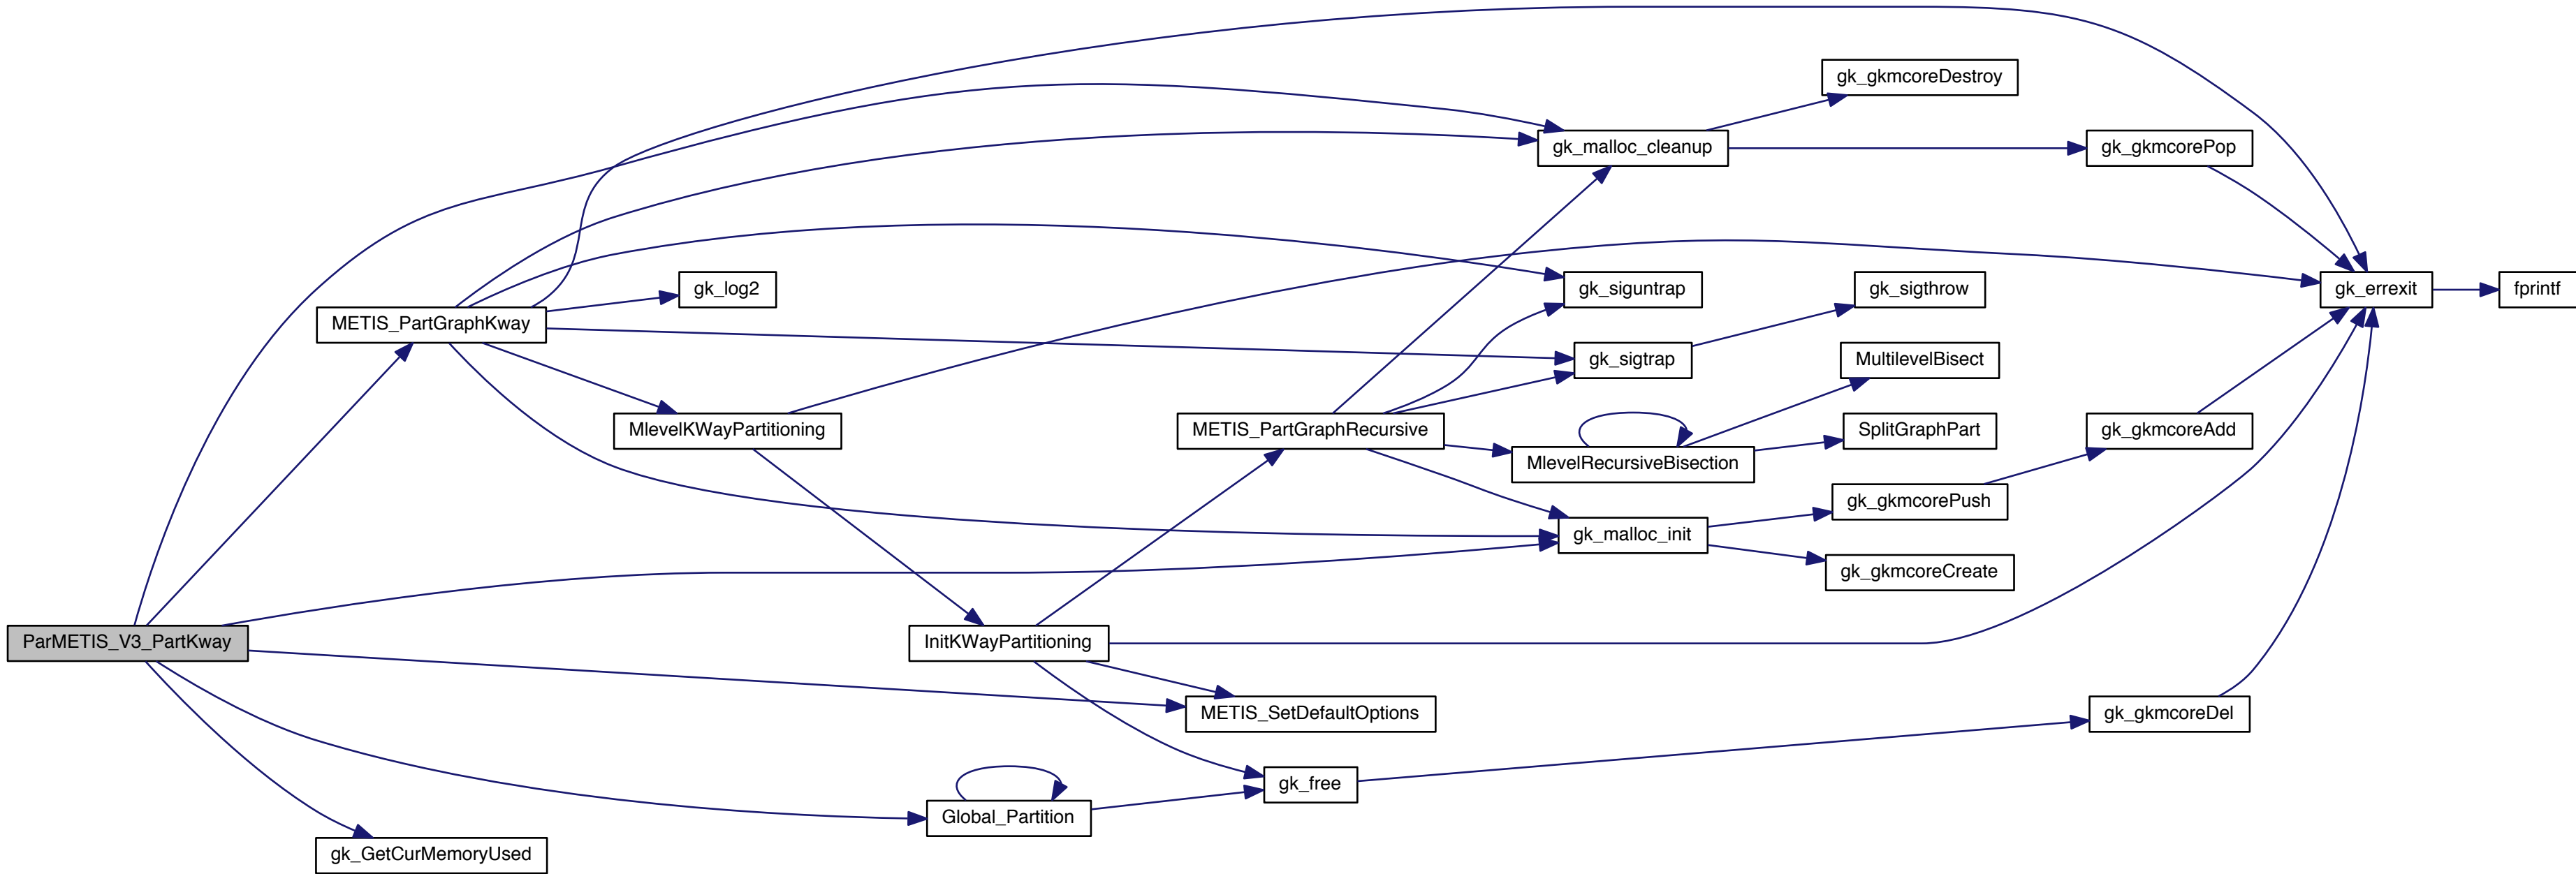 gk_gkmcoreDestroy
gk_malloc_cleanup
gk_gkmcorePop
gk_log2
gk_siguntrap
gk_sigthrow
gk_errexit
fprintf
METIS_PartGraphKway
gk_sigtrap
MultilevelBisect
MlevelKWayPartitioning
METIS_PartGraphRecursive
SplitGraphPart
gk_gkmcoreAdd
MlevelRecursiveBisection
gk_gkmcorePush
gk_malloc_init
gk_gkmcoreCreate
ParMETIS_V3_PartKway
InitKWayPartitioning
METIS_SetDefaultOptions
gk_gkmcoreDel
gk_free
Global_Partition
gk_GetCurMemoryUsed